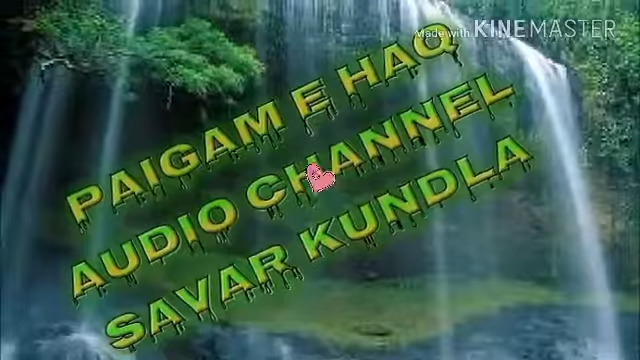 Made with KINEMASTER
PAIGAM E HAQ
AUDIO CHANNEL
SAVAR KUNDLA